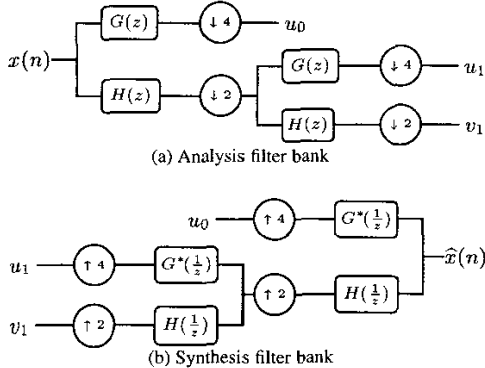 G(z) ↓ 4 u₀
x(n)
G(z) ↓ 4 u₁
H(z) ↓ 2
H(z) ↓ 2 v₁
(a) Analysis filter bank
u₀ ↑ 4 G*(1/z)
u₁ ↑ 4 G*(1/z) x̂(n)
↑ 2 H(1/z)
v₁ ↑ 2 H(1/z)
(b) Synthesis filter bank